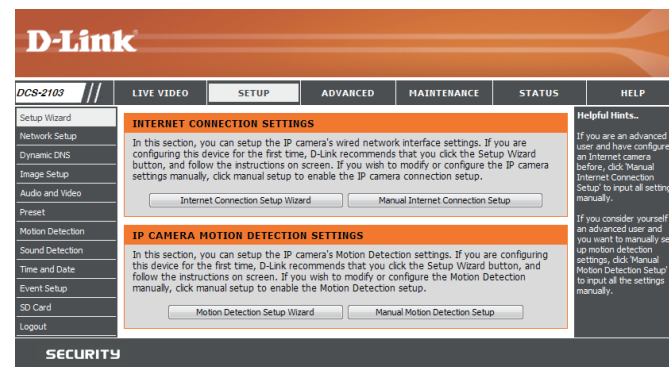 D-Link
DCS-2103 // LIVE VIDEO SETUP ADVANCED MAINTENANCE STATUS HELP
Setup Wizard
Network Setup
Dynamic DNS
Image Setup
Audio and Video
Preset
Motion Detection
Sound Detection
Time and Date
Event Setup
SD Card
Logout
INTERNET CONNECTION SETTINGS
In this section, you can setup the IP camera's wired network interface settings. If you are
configuring this device for the first time, D-Link recommends that you click the Setup Wizard
button, and follow the instructions on screen. If you wish to modify or configure the IP camera
settings manually, click manual setup to enable the IP camera connection setup.
Internet Connection Setup Wizard Manual Internet Connection Setup
IP CAMERA MOTION DETECTION SETTINGS
In this section, you can setup the IP camera's Motion Detection settings. If you are configuring
this device for the first time, D-Link recommends that you click the Setup Wizard button, and
follow the instructions on screen. If you wish to modify or configure the Motion Detection
manually, click manual setup to enable the Motion Detection setup.
Motion Detection Setup Wizard Manual Motion Detection Setup
Helpful Hints..
If you are an advanced
user and have configure
an Internet camera
before, click 'Manual
Internet Connection
Setup' to input all setting
manually.
If you consider yourself
an advanced user and
you want to manually se
up motion detection
settings, click 'Manual
Motion Detection Setup'
to input all the settings
manually.
SECURITY